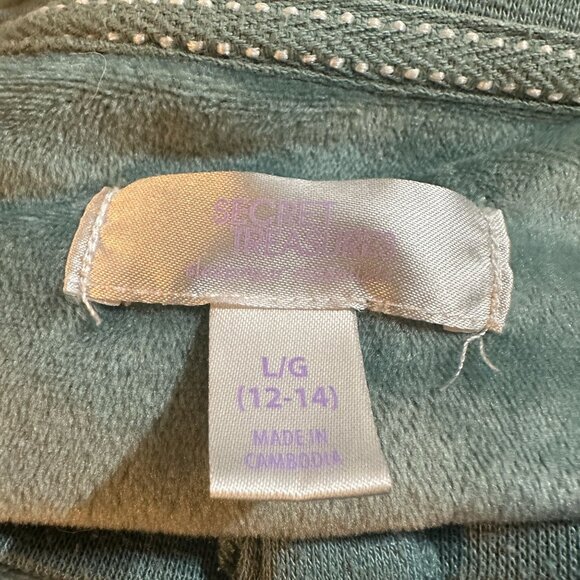 SECRET
TREASURES
L/G
(12-14)
MADE IN
CAMBODIA